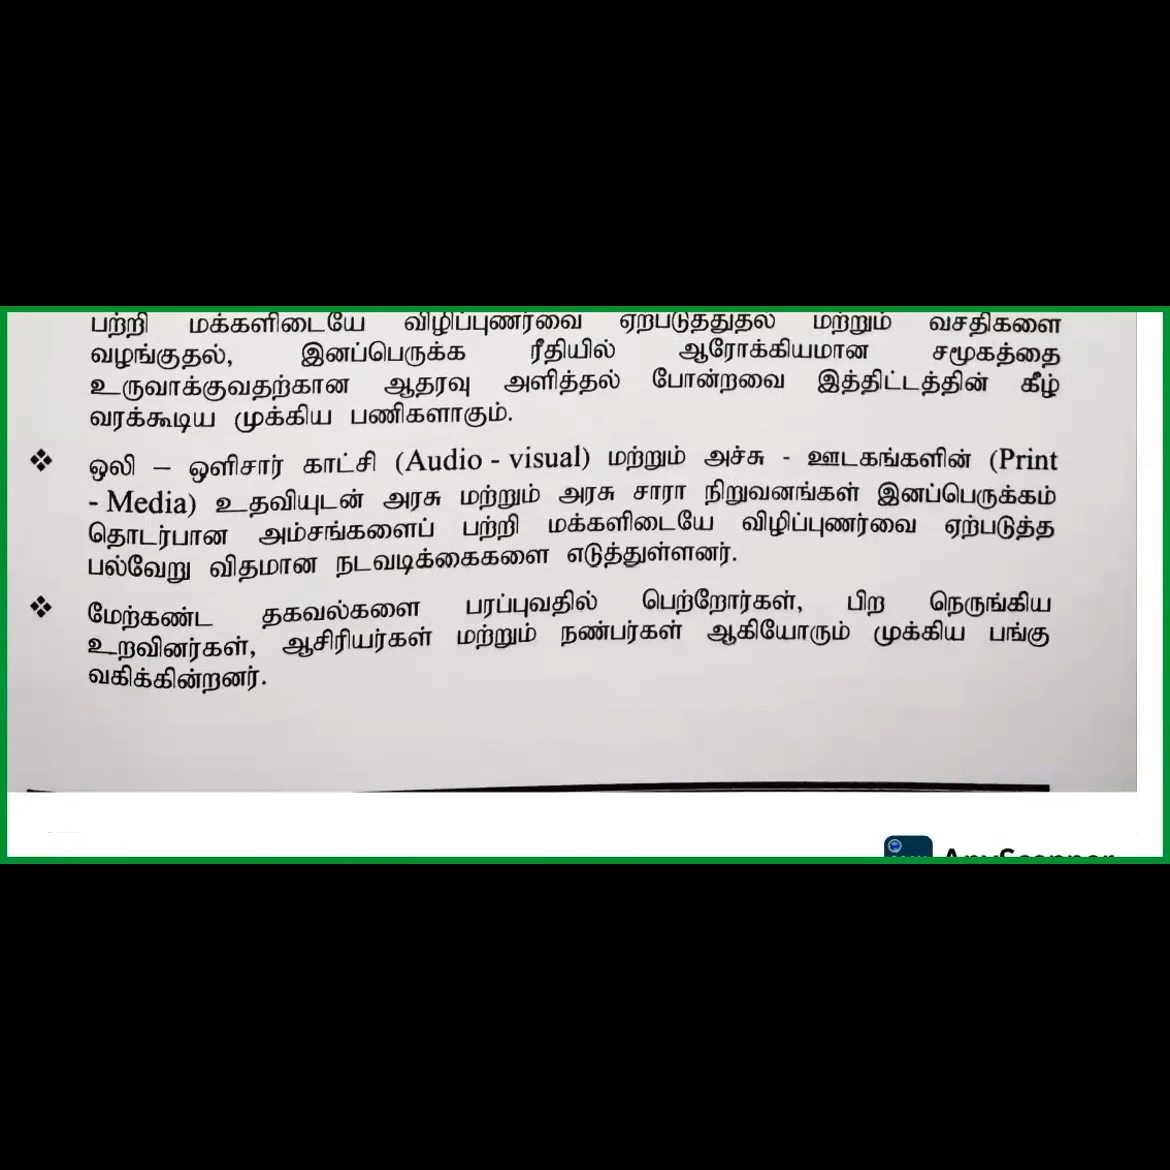 பற்றி மக்களிடையே விழிப்புணர்வை ஏற்படுத்துதல் மற்றும் வசதிகளை
வழங்குதல், இனப்பெருக்க ரீதியில் ஆரோக்கியமான சமூகத்தை
உருவாக்குவதற்கான ஆதரவு அளித்தல் போன்றவை இத்திட்டத்தின் கீழ்
வரக்கூடிய முக்கிய பணிகளாகும்.
❖ ஒலி – ஒளிசார் காட்சி (Audio - visual) மற்றும் அச்சு - ஊடகங்களின் (Print
- Media) உதவியுடன் அரசு மற்றும் அரசு சாரா நிறுவனங்கள் இனப்பெருக்கம்
தொடர்பான அம்சங்களைப் பற்றி மக்களிடையே விழிப்புணர்வை ஏற்படுத்த
பல்வேறு விதமான நடவடிக்கைகளை எடுத்துள்ளனர்.
❖ மேற்கண்ட தகவல்களை பரப்புவதில் பெற்றோர்கள், பிற நெருங்கிய
உறவினர்கள், ஆசிரியர்கள் மற்றும் நண்பர்கள் ஆகியோரும் முக்கிய பங்கு
வகிக்கின்றனர்.